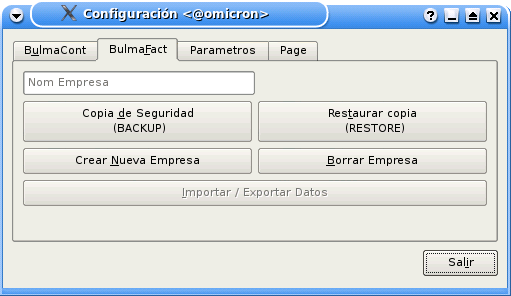 Configuración <@omicron>
BulmaCont BulmaFact Parametros Page
Nom Empresa
Copia de Seguridad
(BACKUP)
Restaurar copia
(RESTORE)
Crear Nueva Empresa
Borrar Empresa
Importar / Exportar Datos
Salir